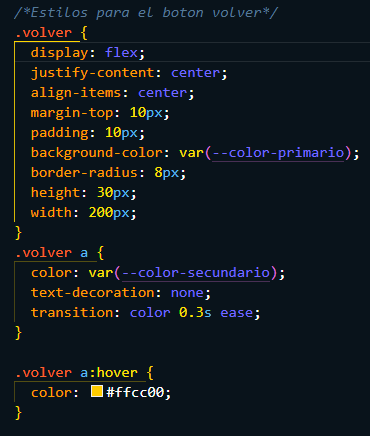 /*Estilos para el boton volver*/
.volver {
  display: flex;
  justify-content: center;
  align-items: center;
  margin-top: 10px;
  padding: 10px;
  background-color: var(--color-primario);
  border-radius: 8px;
  height: 30px;
  width: 200px;
}
.volver a {
  color: var(--color-secundario);
  text-decoration: none;
  transition: color 0.3s ease;
}

.volver a:hover {
  color: #ffcc00;
}